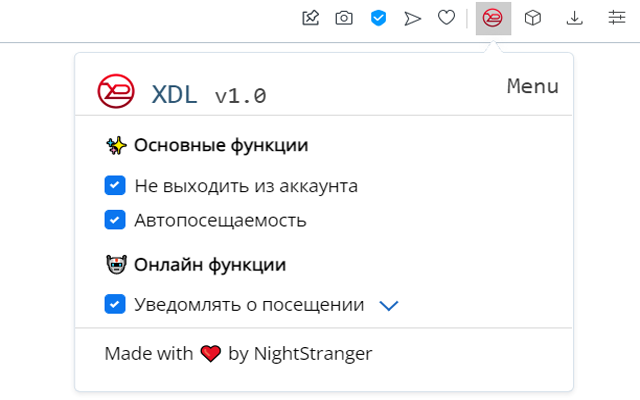 XDL v1.0
Menu
Основные функции
Не выходить из аккаунта
Автопосещаемость
Онлайн функции
Уведомлять о посещении
Made with ❤ by NightStranger